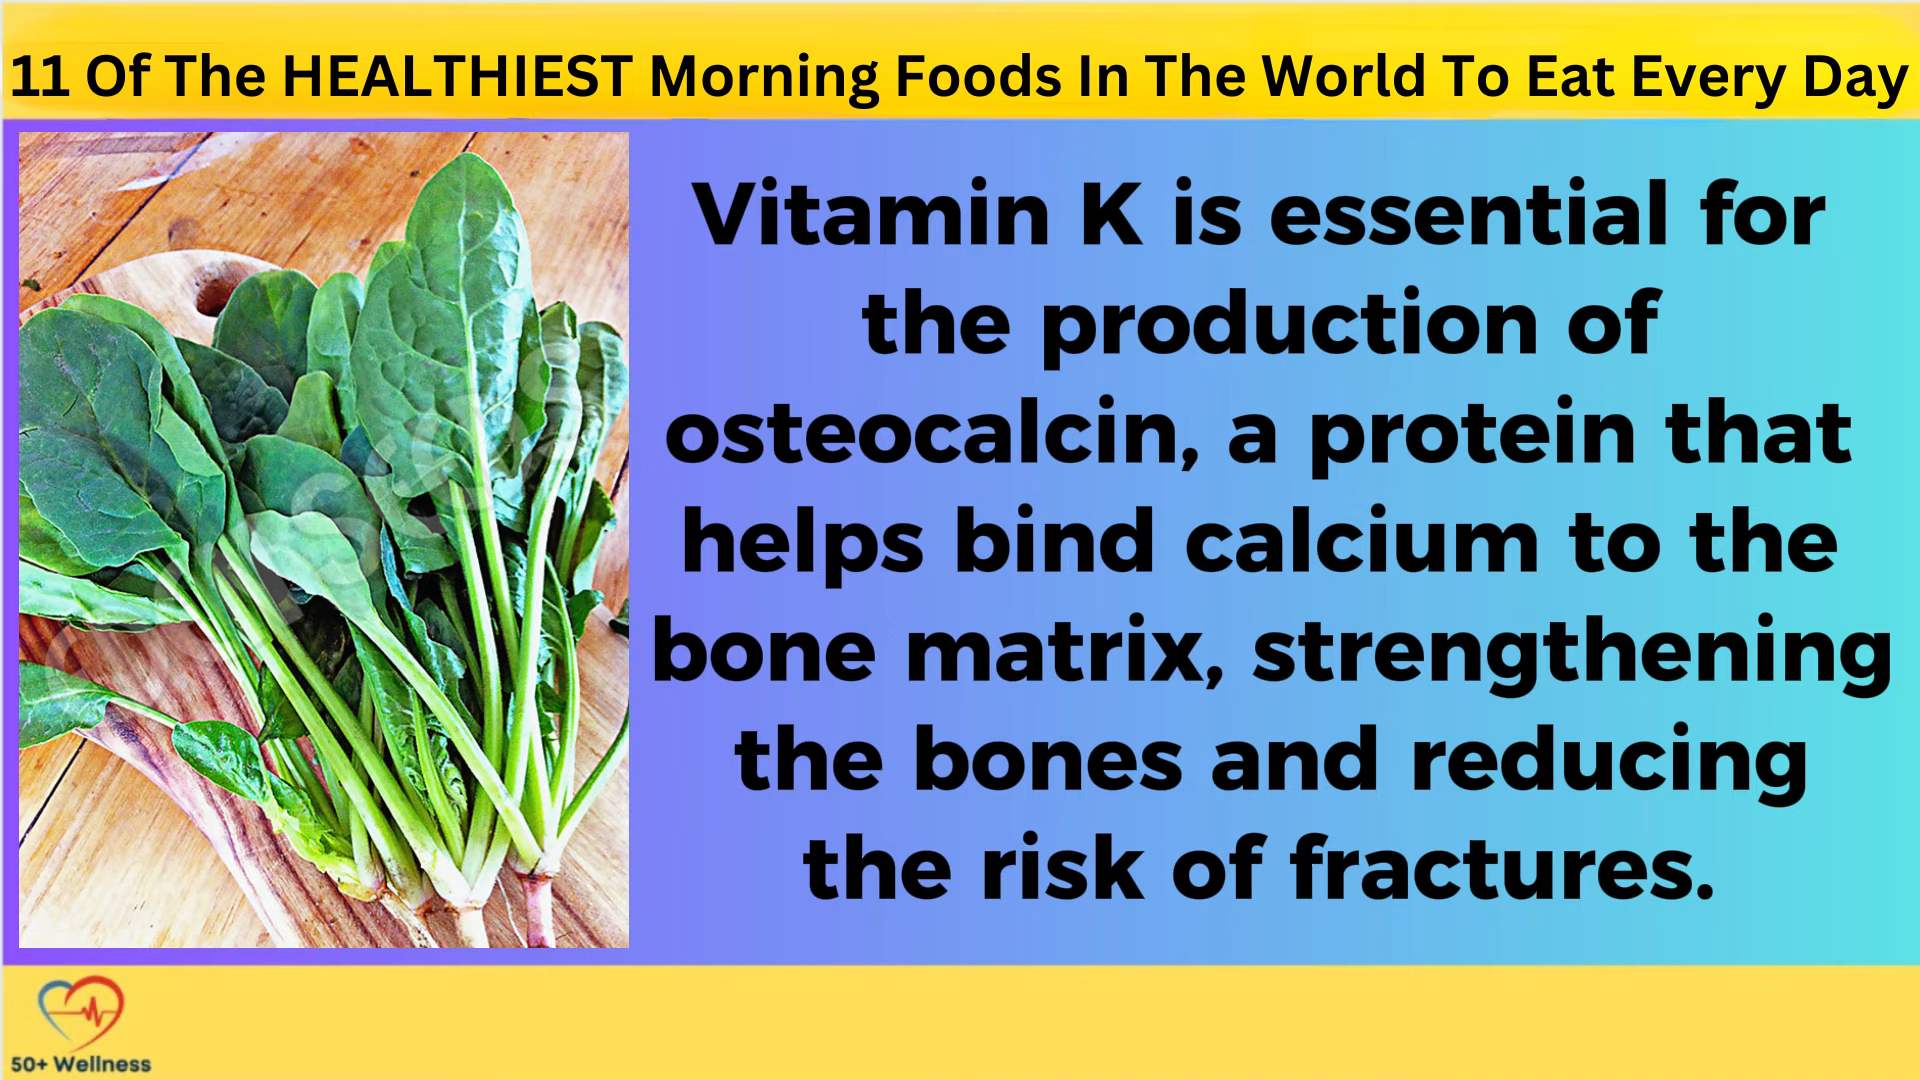 11 Of The HEALTHIEST Morning Foods In The World To Eat Every Day
Vitamin K is essential for
the production of
osteocalcin, a protein that
helps bind calcium to the
bone matrix, strengthening
the bones and reducing
the risk of fractures.
50+ Wellness